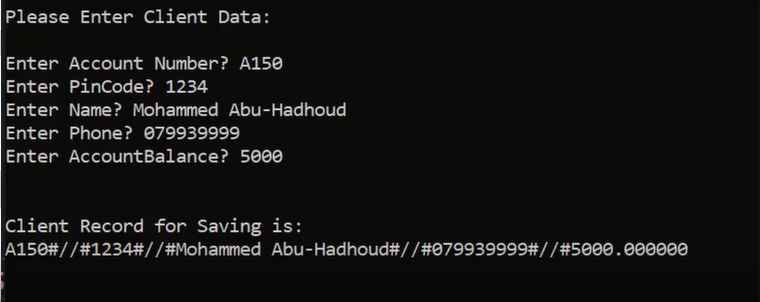 Please Enter Client Data:
Enter Account Number? A150
Enter PinCode? 1234
Enter Name? Mohammed Abu-Hadhoud
Enter Phone? 079939999
Enter AccountBalance? 5000
Client Record for Saving is:
A150#//#1234#//#Mohammed Abu-Hadhoud#//#079939999#//#5000.000000